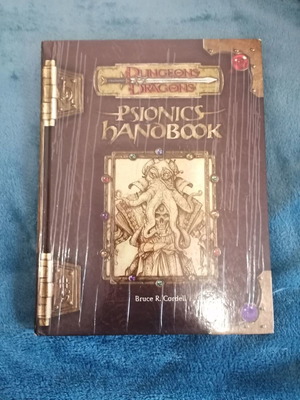 DUNGEONS
DRAGONS
PSIONICS
HANDBOOK
Bruce R. Cordell